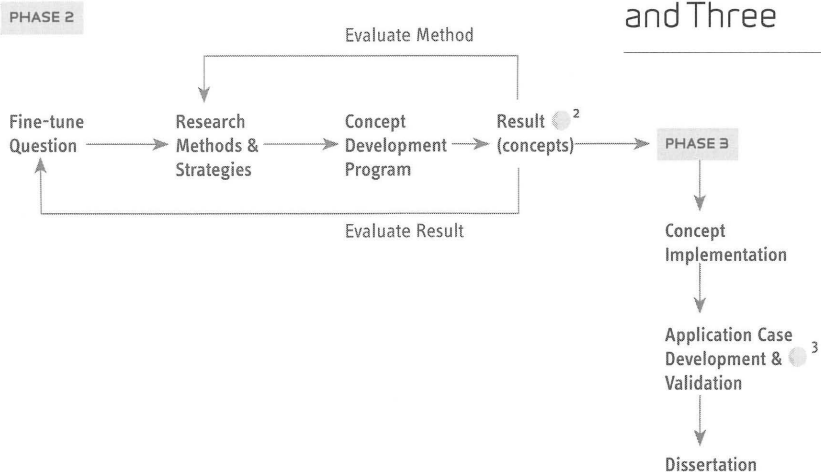 PHASE 2
and Three
Evaluate Method
Fine-tune
Question
Research
Methods &
Strategies
Concept
Development
Program
Result 2
(concepts)
PHASE 3
Evaluate Result
Concept
Implementation
Application Case
Development & 3
Validation
Dissertation